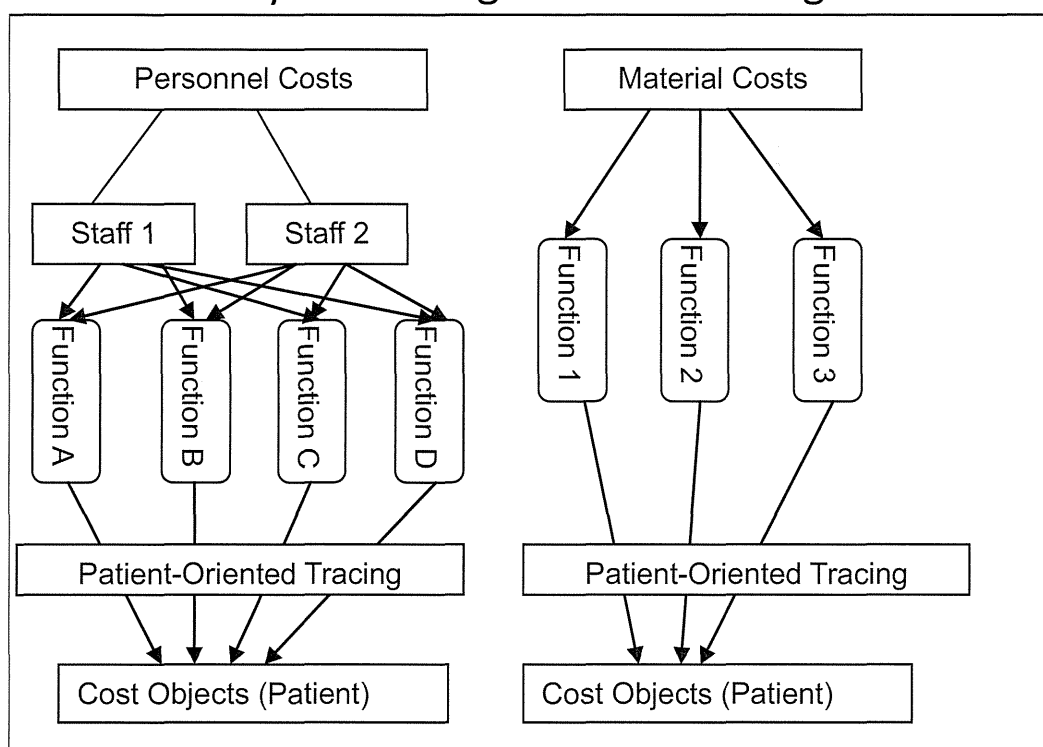 Personnel Costs
Material Costs
Staff 1
Staff 2
Function A
Function B
Function C
Function D
Function 1
Function 2
Function 3
Patient-Oriented Tracing
Patient-Oriented Tracing
Cost Objects (Patient)
Cost Objects (Patient)